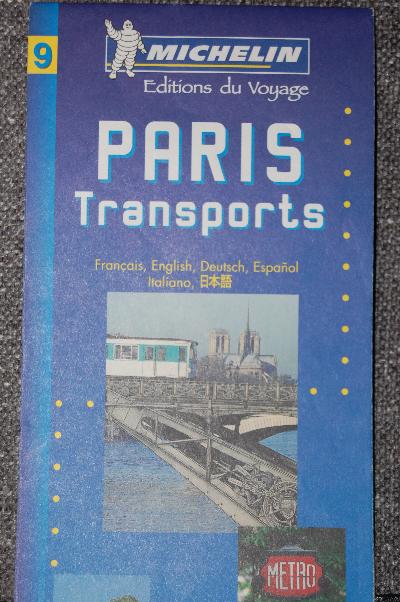 9
MICHELIN
Editions du Voyage
PARIS
Transports
Français, English, Deutsch, Español
Italiano, 日本語
METRO